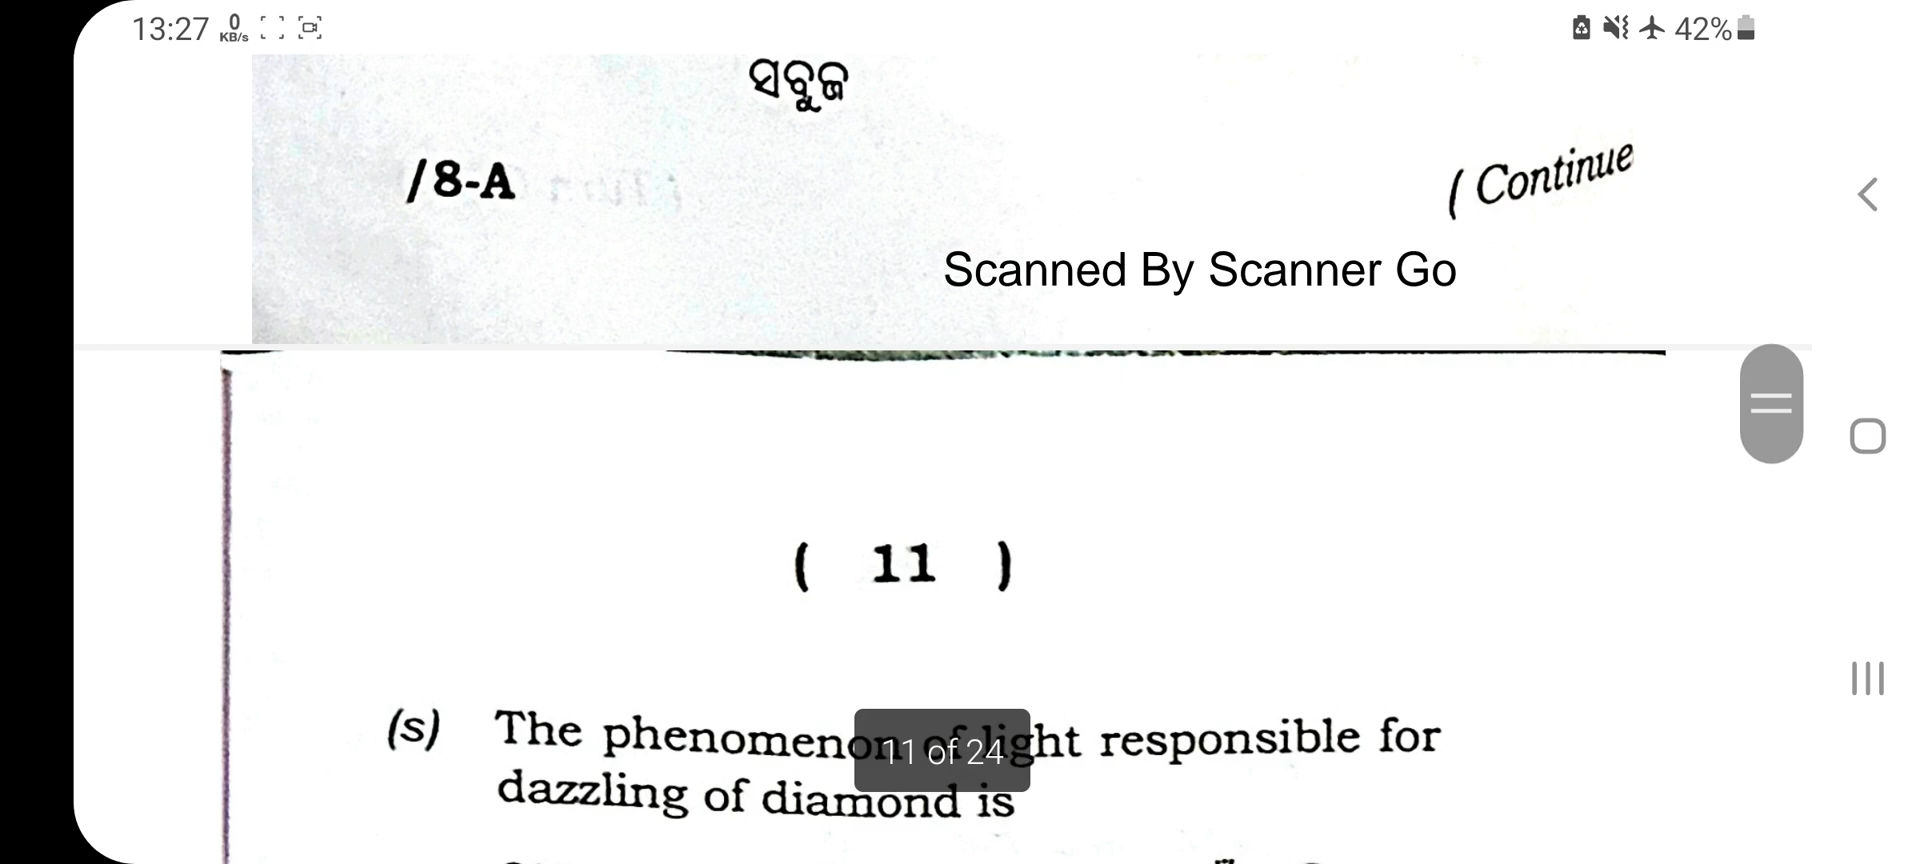 13:27 0 KB/s 42%
ସବୁଜ
/8-A
( Continue
Scanned By Scanner Go
( 11 )
(s) The phenomenon of light responsible for
11 of 24
dazzling of diamond is